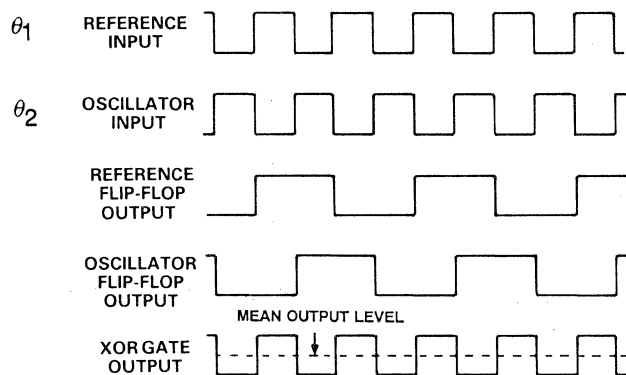 θ1
REFERENCE
INPUT
θ2
OSCILLATOR
INPUT
REFERENCE
FLIP-FLOP
OUTPUT
OSCILLATOR
FLIP-FLOP
OUTPUT
MEAN OUTPUT LEVEL
XOR GATE
OUTPUT